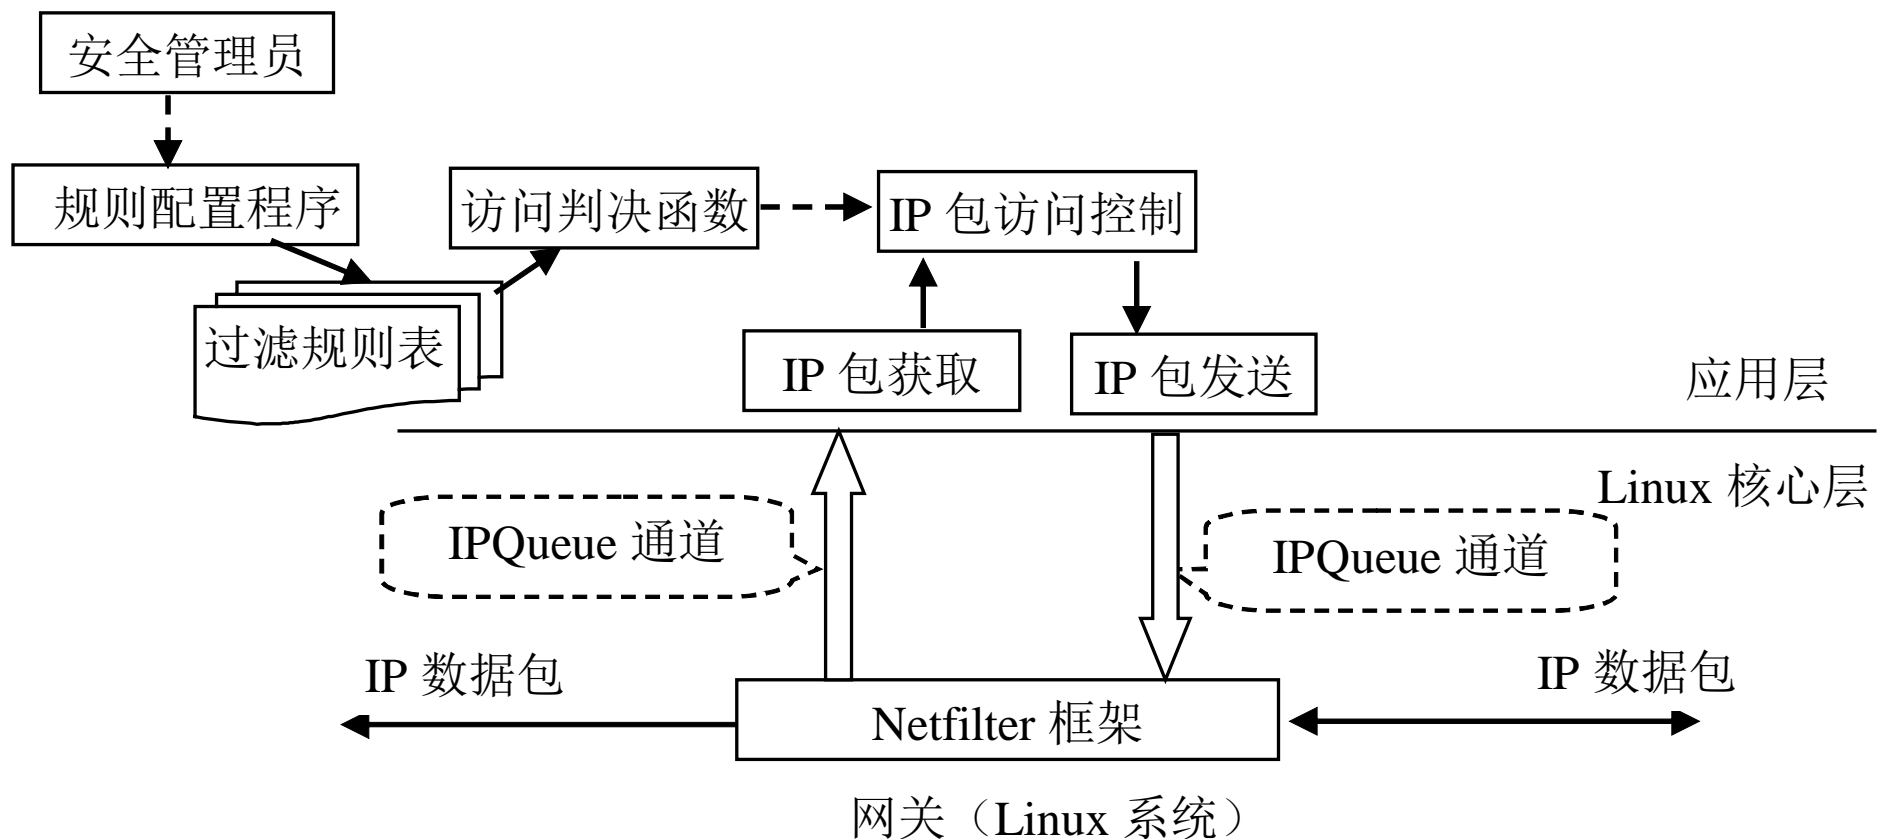 安全管理员
规则配置程序
访问判决函数
IP 包访问控制
过滤规则表
IP 包获取
IP 包发送
应用层
Linux 核心层
IPQueue 通道
IPQueue 通道
IP 数据包
IP 数据包
Netfilter 框架
网关（Linux 系统）